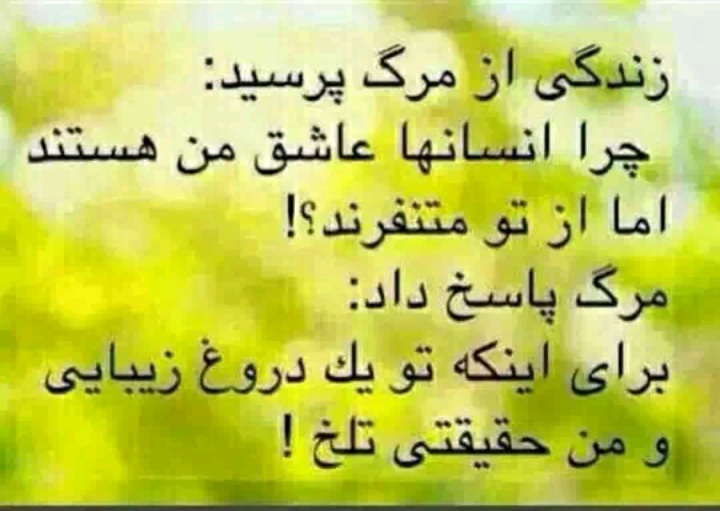 زندگی از مرگ پرسید:
چرا انسانها عاشق من هستند
اما از تو متنفرند؟!
مرگ پاسخ داد:
برای اینکه تو یك دروغ زیبایی
و من حقیقتی تلخ !